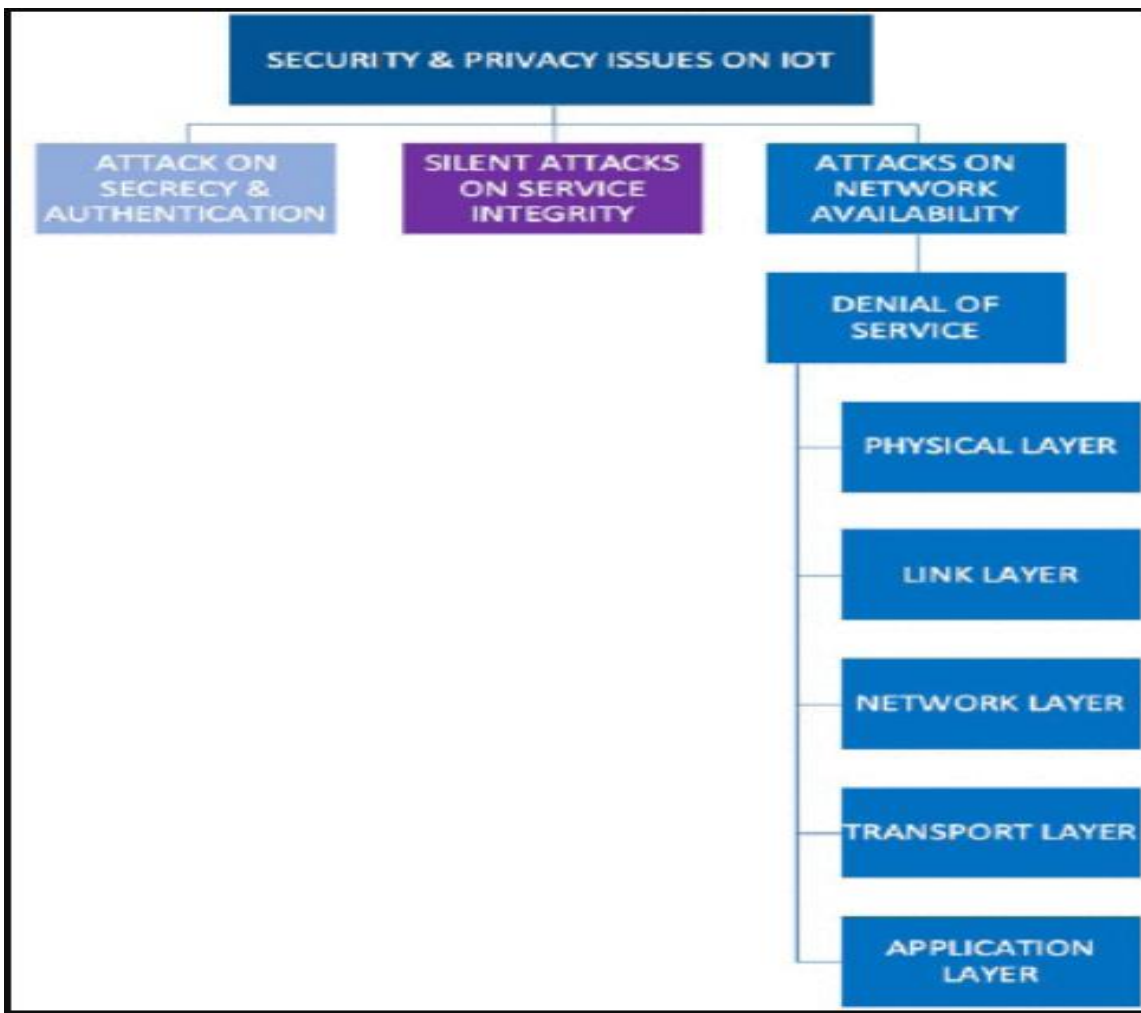 SECURITY & PRIVACY ISSUES ON IOT
ATTACK ON
SECRECY &
AUTHENTICATION
SILENT ATTACKS
ON SERVICE
INTEGRITY
ATTACKS ON
NETWORK
AVAILABILITY
DENIAL OF
SERVICE
PHYSICAL LAYER
LINK LAYER
NETWORK LAYER
TRANSPORT LAYER
APPLICATION
LAYER